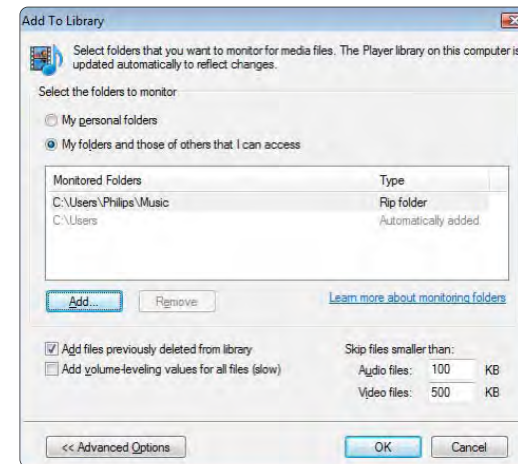 Add To Library
Select folders that you want to monitor for media files. The Player library on this computer is
updated automatically to reflect changes.
Select the folders to monitor
My personal folders
My folders and those of others that I can access
Monitored Folders Type
C:\Users\Philips\Music Rip folder
C:\Users Automatically added
Add... Remove Learn more about monitoring folders
Add files previously deleted from library Skip files smaller than:
Add volume-leveling values for all files (slow) Audio files: 100 KB
Video files: 500 KB
<< Advanced Options OK Cancel